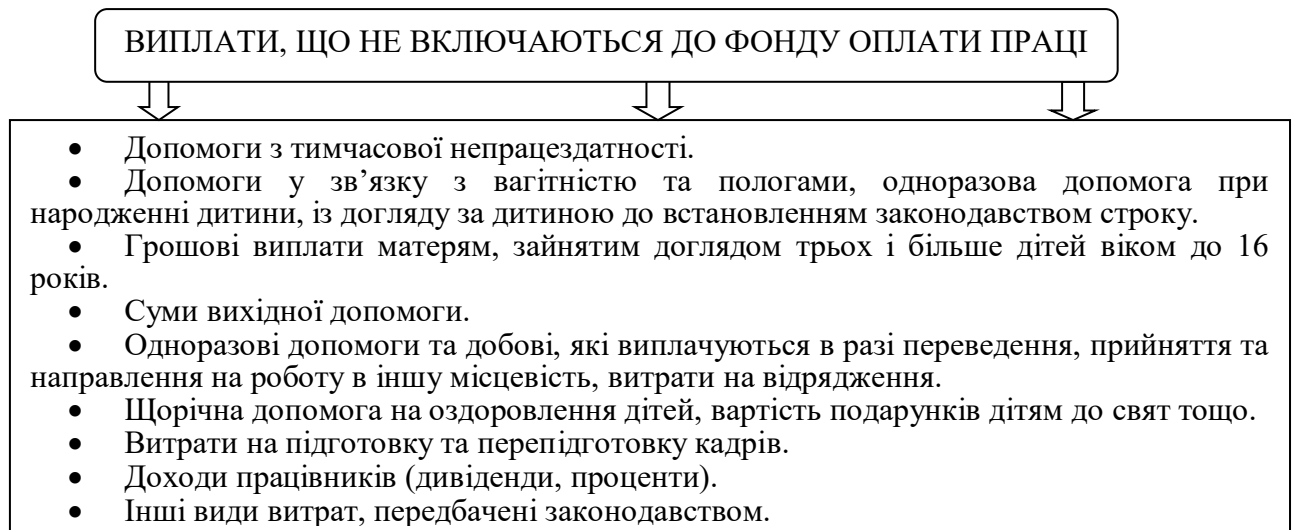 ВИПЛАТИ, ЩО НЕ ВКЛЮЧАЮТЬСЯ ДО ФОНДУ ОПЛАТИ ПРАЦІ
• Допомоги з тимчасової непрацездатності.
• Допомоги у зв’язку з вагітністю та пологами, одноразова допомога при
народженні дитини, із догляду за дитиною до встановленням законодавством строку.
• Грошові виплати матерям, зайнятим доглядом трьох і більше дітей віком до 16
років.
• Суми вихідної допомоги.
• Одноразові допомоги та добові, які виплачуються в разі переведення, прийняття та
направлення на роботу в іншу місцевість, витрати на відрядження.
• Щорічна допомога на оздоровлення дітей, вартість подарунків дітям до свят тощо.
• Витрати на підготовку та перепідготовку кадрів.
• Доходи працівників (дивіденди, проценти).
• Інші види витрат, передбачені законодавством.